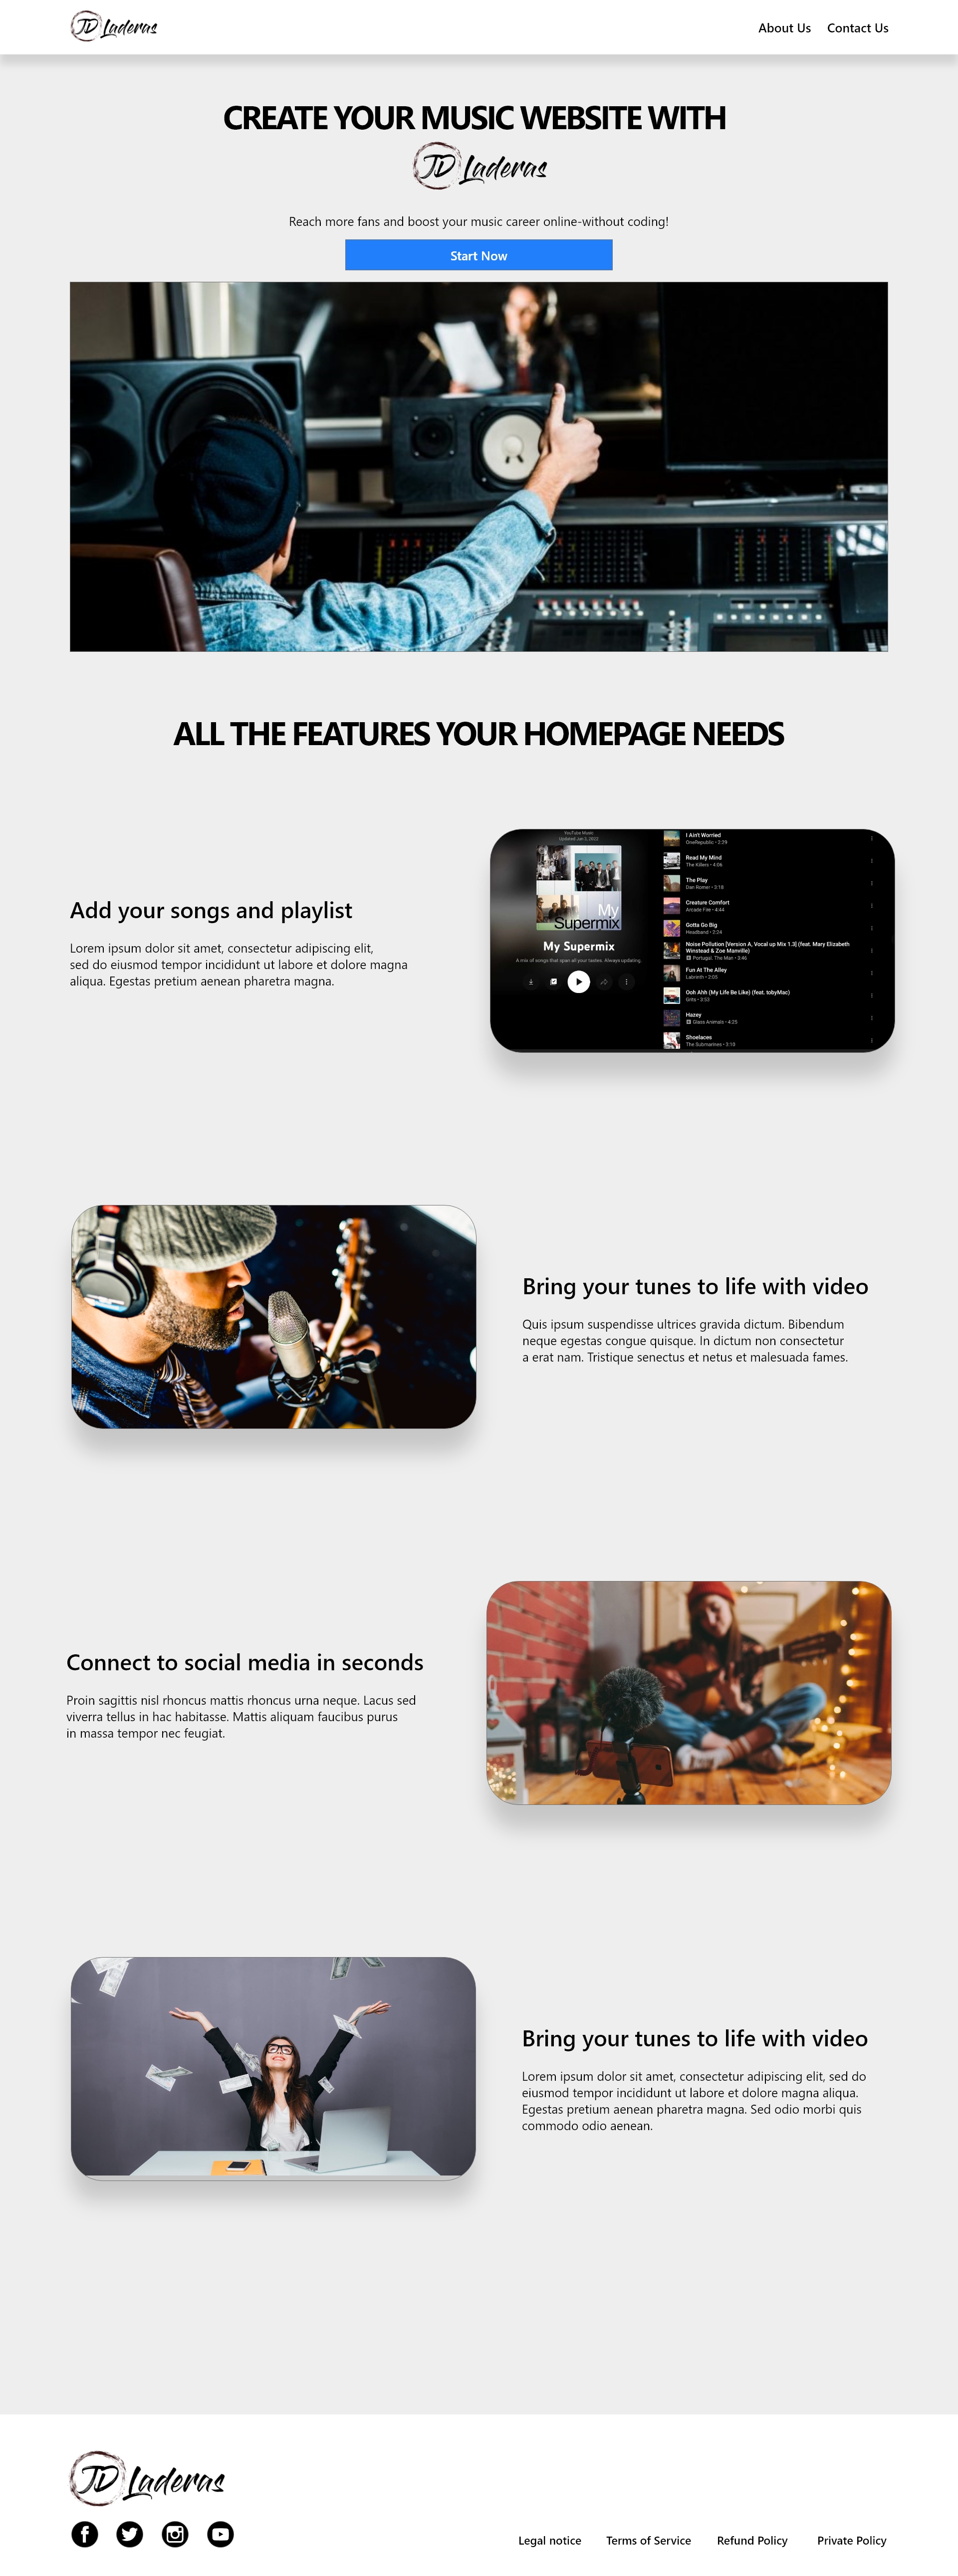 JD Laderas
About Us
Contact Us
CREATE YOUR MUSIC WEBSITE WITH
JD Laderas
Reach more fans and boost your music career online-without coding!
Start Now
ALL THE FEATURES YOUR HOMEPAGE NEEDS
Add your songs and playlist
Lorem ipsum dolor sit amet, consectetur adipiscing elit,
sed do eiusmod tempor incididunt ut labore et dolore magna
aliqua. Egestas pretium aenean pharetra magna.
YouTube Music
Updated Jan 2, 2022
My
Supermix
My Supermix
A mix of songs that span all your tastes. Always updating.
I Ain't Worried
OneRepublic • 2:29
Read My Mind
The Killers • 4:06
The Play
Dan Romer • 3:18
Creature Comfort
Arcade Fire • 4:44
Gotta Go Big
Headband • 2:24
Noise Pollution [Version A, Vocal up Mix 1.3] (feat. Mary Elizabeth
Winstead & Zoe Manville)
Portugal. The Man • 3:46
Fun At The Alley
Labrinth • 2:05
Ooh Ahh (My Life Be Like) (feat. tobyMac)
Grits • 3:53
Hazey
Glass Animals • 4:25
Shoelaces
The Submarines • 3:10
Bring your tunes to life with video
Quis ipsum suspendisse ultrices gravida dictum. Bibendum
neque egestas congue quisque. In dictum non consectetur
a erat nam. Tristique senectus et netus et malesuada fames.
Connect to social media in seconds
Proin sagittis nisl rhoncus mattis rhoncus urna neque. Lacus sed
viverra tellus in hac habitasse. Mattis aliquam faucibus purus
in massa tempor nec feugiat.
Bring your tunes to life with video
Lorem ipsum dolor sit amet, consectetur adipiscing elit, sed do
eiusmod tempor incididunt ut labore et dolore magna aliqua.
Egestas pretium aenean pharetra magna. Sed odio morbi quis
commodo odio aenean.
JD Laderas
Legal notice
Terms of Service
Refund Policy
Private Policy